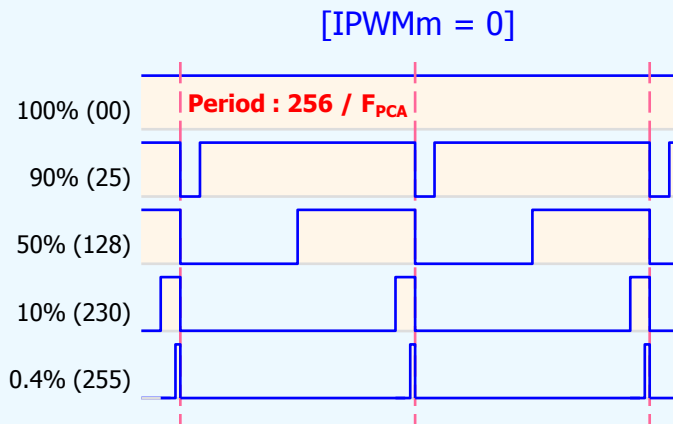 [IPWMm = 0]
100% (00)
Period : 256 / FPCA
90% (25)
50% (128)
10% (230)
0.4% (255)